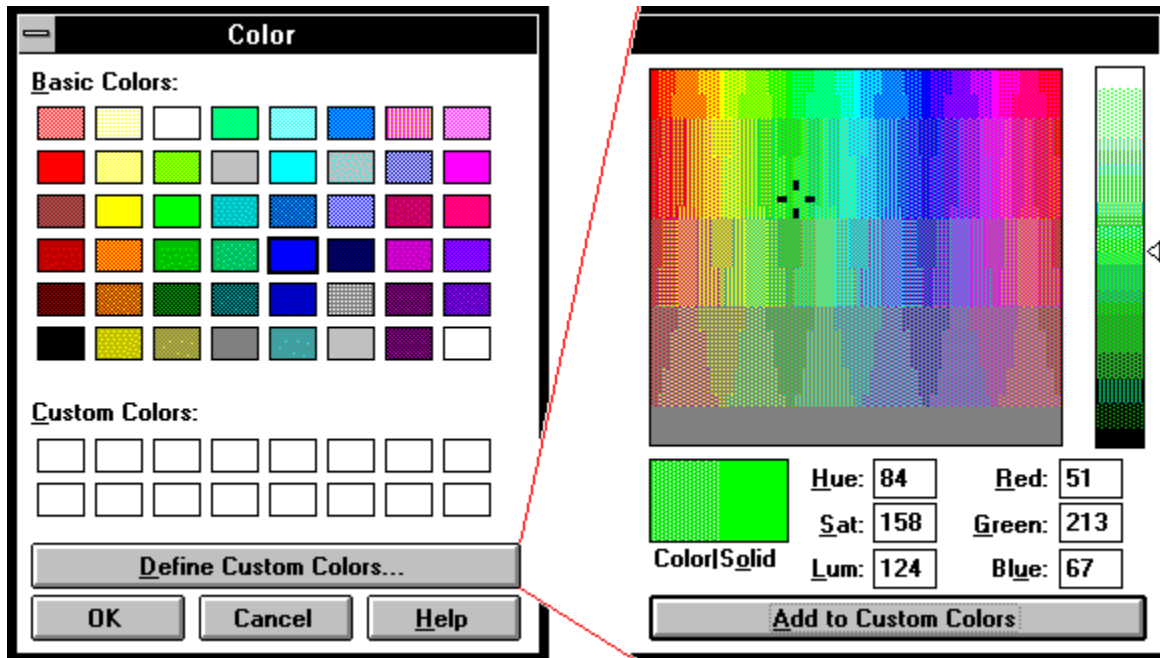 Color
Basic Colors:
Custom Colors:
Define Custom Colors...
OK Cancel Help
Color|Solid
Hue: 84 Red: 51
Sat: 158 Green: 213
Lum: 124 Blue: 67
Add to Custom Colors